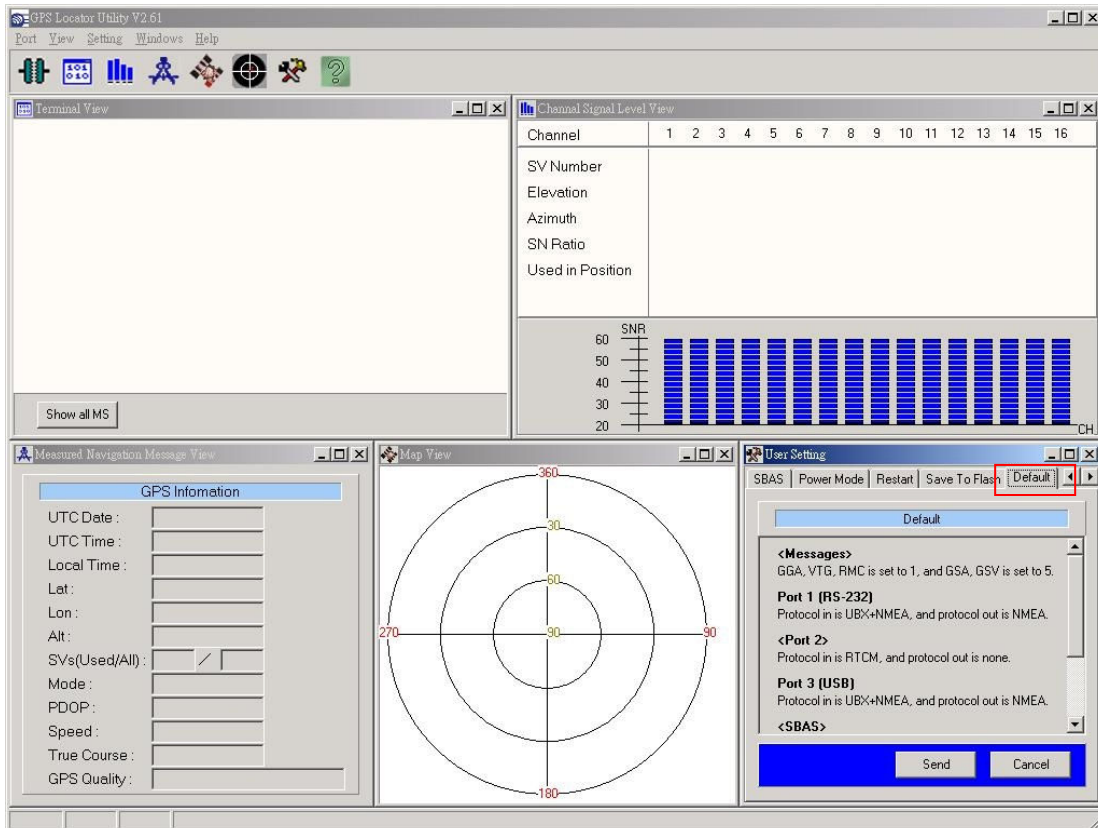 GPS Locator Utility V2.61
Port View Setting Windows Help
101
010
Terminal View
Show all MS
Channal Signal Level View
Channel 1 2 3 4 5 6 7 8 9 10 11 12 13 14 15 16
SV Number
Elevation
Azimuth
SN Ratio
Used in Position
SNR
60
50
40
30
20
CH
Measured Navigation Message View
GPS Infomation
UTC Date :
UTC Time :
Local Time :
Lat :
Lon :
Alt :
SVs(Used/All) : /
Mode :
PDOP :
Speed :
True Course :
GPS Quality :
Map View
360
30
60
270 90 90
180
User Setting
SBAS Power Mode Restart Save To Flash Default
Default
<Messages>
GGA, VTG, RMC is set to 1, and GSA, GSV is set to 5.
Port 1 (RS-232)
Protocol in is UBX+NMEA, and protocol out is NMEA.
<Port 2>
Protocol in is RTCM, and protocol out is none.
Port 3 (USB)
Protocol in is UBX+NMEA, and protocol out is NMEA.
<SBAS>
Send Cancel